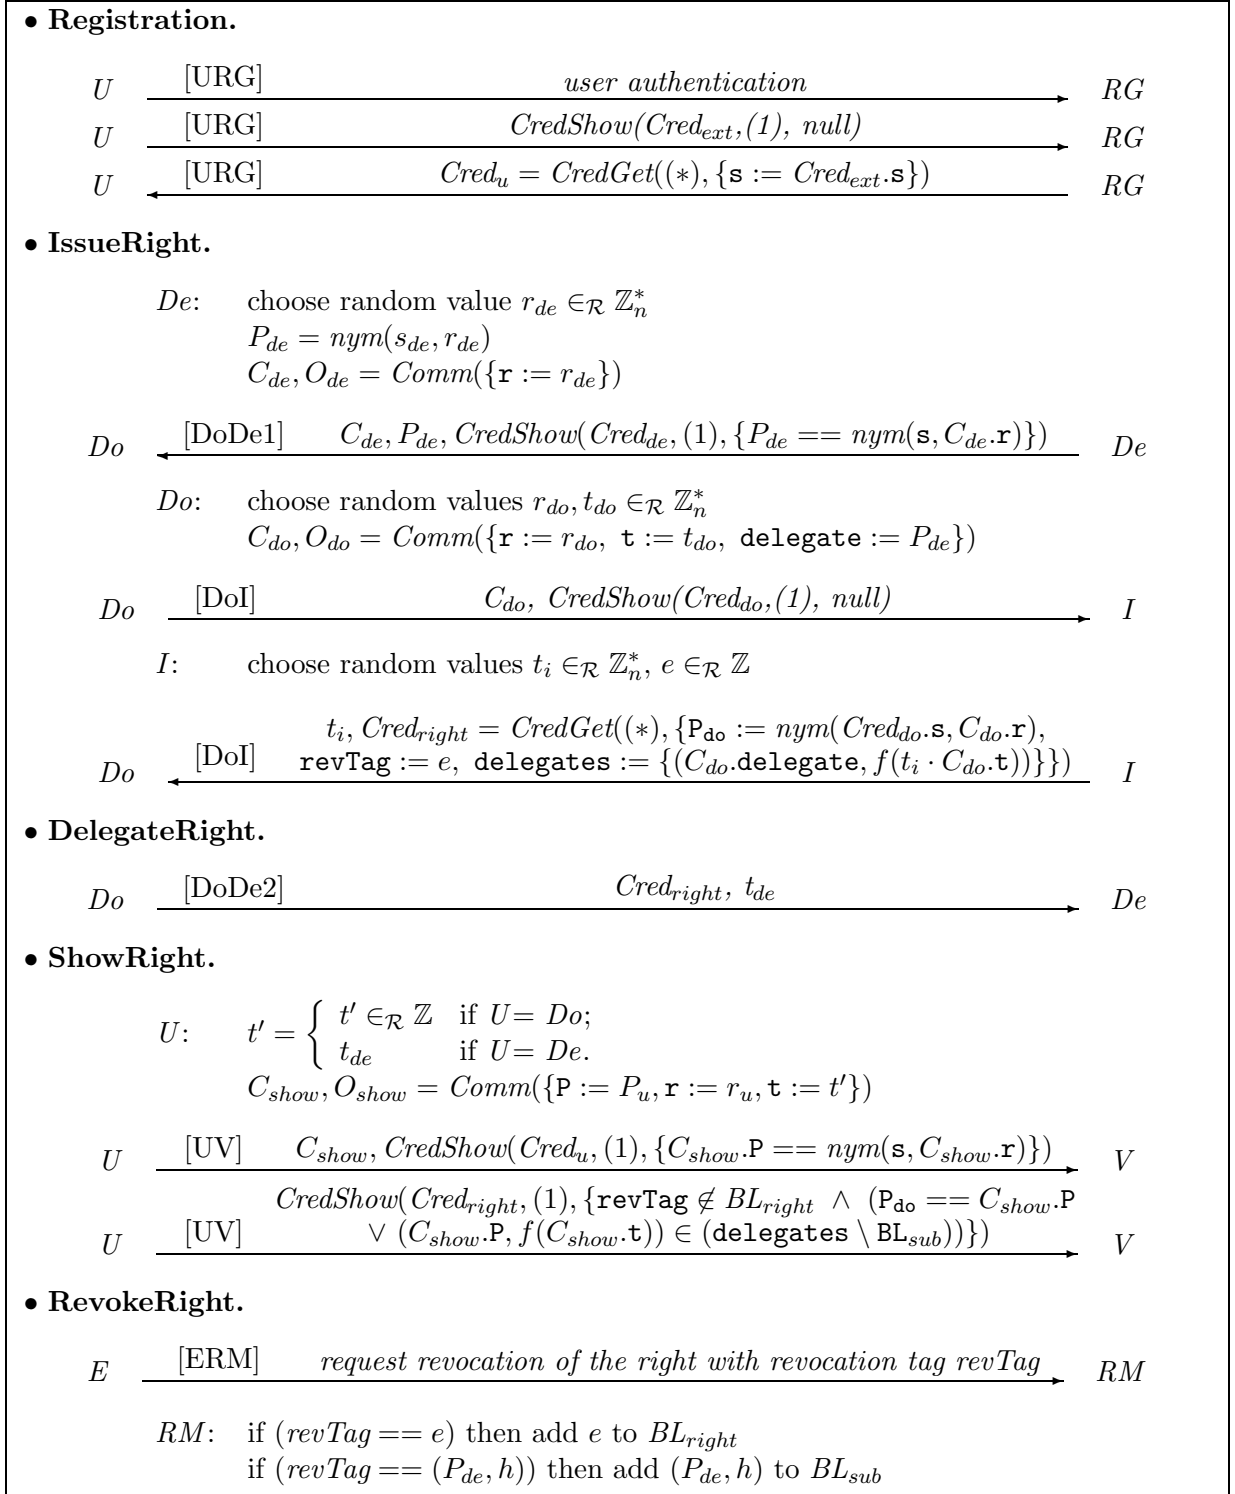 • Registration.
U [URG] user authentication RG
U [URG] CredShow(Cred_ext,(1), null) RG
U [URG] Cred_u = CredGet((∗), {s := Cred_ext.s}) RG
• IssueRight.
De: choose random value r_de ∈_R ℤ*_n
P_de = nym(s_de, r_de)
C_de, O_de = Comm({r := r_de})
Do [DoDe1] C_de, P_de, CredShow(Cred_de, (1), {P_de == nym(s, C_de.r)}) De
Do: choose random values r_do, t_do ∈_R ℤ*_n
C_do, O_do = Comm({r := r_do, t := t_do, delegate := P_de})
Do [DoI] C_do, CredShow(Cred_do,(1), null) I
I: choose random values t_i ∈_R ℤ*_n, e ∈_R ℤ
t_i, Cred_right = CredGet((∗), {P_do := nym(Cred_do.s, C_do.r),
Do [DoI] revTag := e, delegates := {(C_do.delegate, f(t_i · C_do.t))}}) I
• DelegateRight.
Do [DoDe2] Cred_right, t_de De
• ShowRight.
U: t′ = { t′ ∈_R ℤ if U = Do;
t_de if U = De.
C_show, O_show = Comm({P := P_u, r := r_u, t := t′})
U [UV] C_show, CredShow(Cred_u, (1), {C_show.P == nym(s, C_show.r)}) V
CredShow(Cred_right, (1), {revTag ∉ BL_right ∧ (P_do == C_show.P
U [UV] ∨ (C_show.P, f(C_show.t)) ∈ (delegates \ BL_sub))}) V
• RevokeRight.
E [ERM] request revocation of the right with revocation tag revTag RM
RM: if (revTag == e) then add e to BL_right
if (revTag == (P_de, h)) then add (P_de, h) to BL_sub